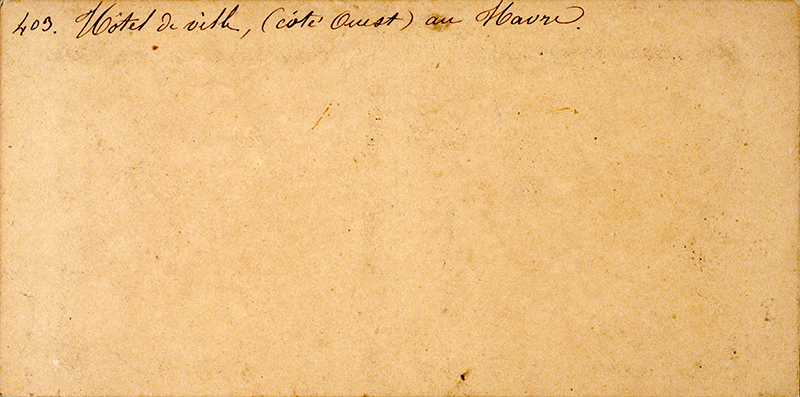 403. Hôtel de ville, (côté Ouest) au Havre.